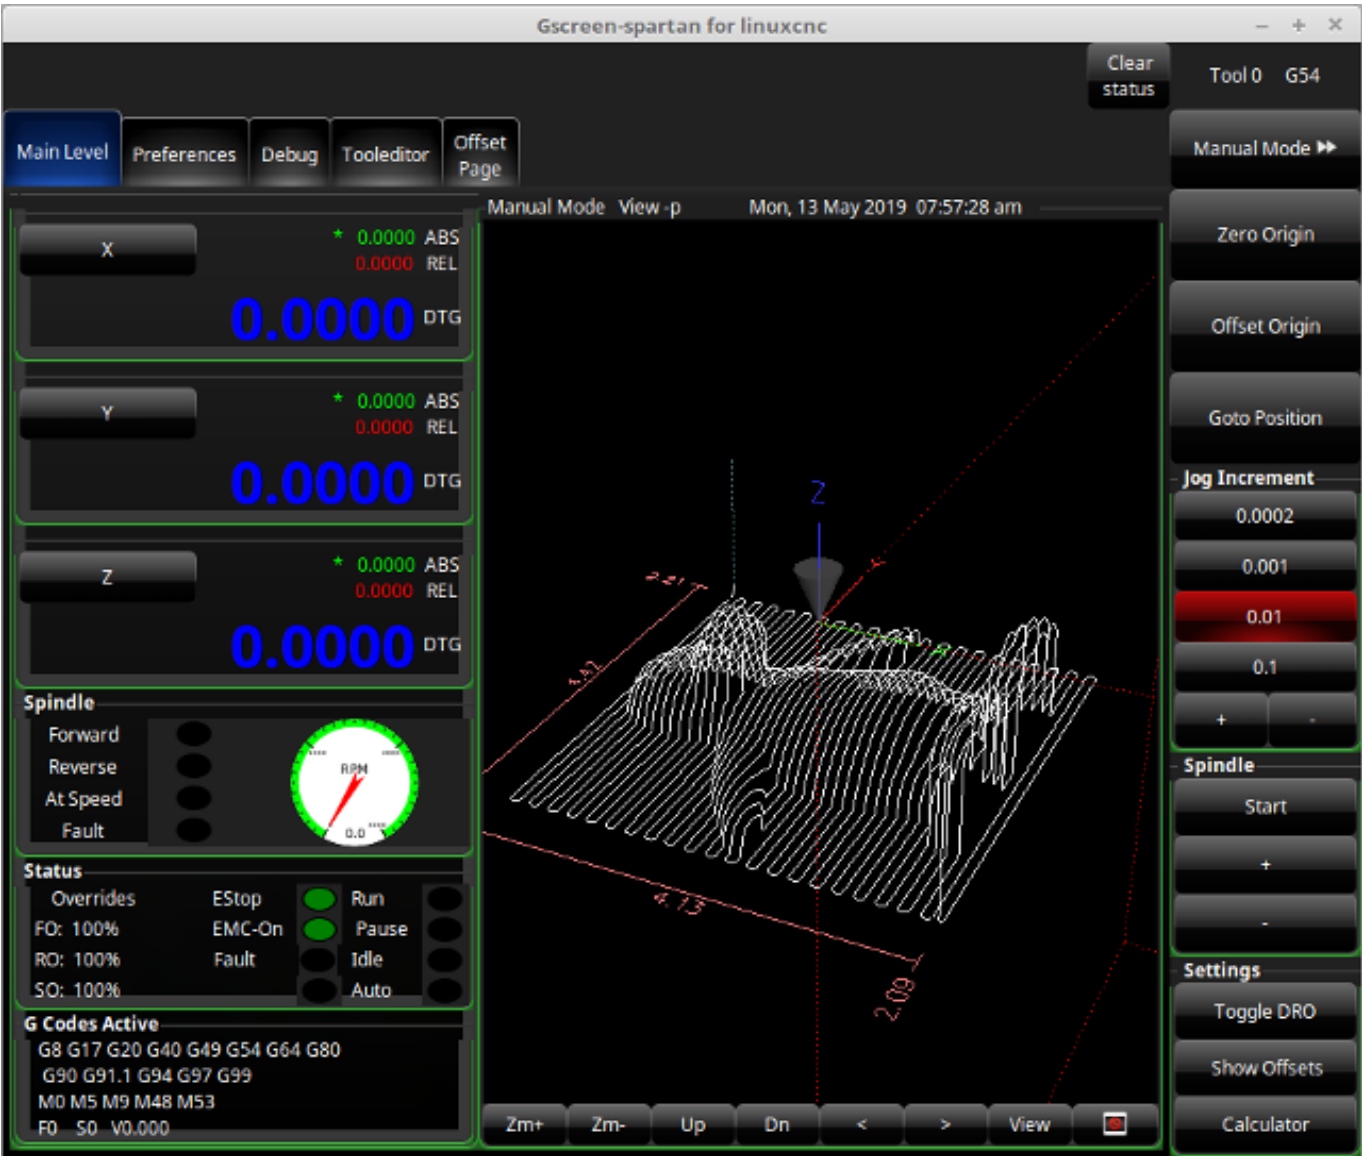 Gscreen-spartan for linuxcnc
Clear
status
Tool 0 G54
Main Level
Preferences
Debug
Tooleditor
Offset
Page
Manual Mode
Manual Mode View -p Mon, 13 May 2019 07:57:28 am
X
* 0.0000 ABS
0.0000 REL
0.0000 DTG
Y
* 0.0000 ABS
0.0000 REL
0.0000 DTG
Z
* 0.0000 ABS
0.0000 REL
0.0000 DTG
Spindle
Forward
Reverse
At Speed
Fault
RPM
0.0
Status
Overrides EStop Run
FO: 100% EMC-On Pause
RO: 100% Fault Idle
SO: 100% Auto
G Codes Active
G8 G17 G20 G40 G49 G54 G64 G80
G90 G91.1 G94 G97 G99
M0 M5 M9 M48 M53
F0 S0 V0.000
Z
4.13
2.09
Zm+
Zm-
Up
Dn
<
>
View
Zero Origin
Offset Origin
Goto Position
Jog Increment
0.0002
0.001
0.01
0.1
+ -
Spindle
Start
+
-
Settings
Toggle DRO
Show Offsets
Calculator